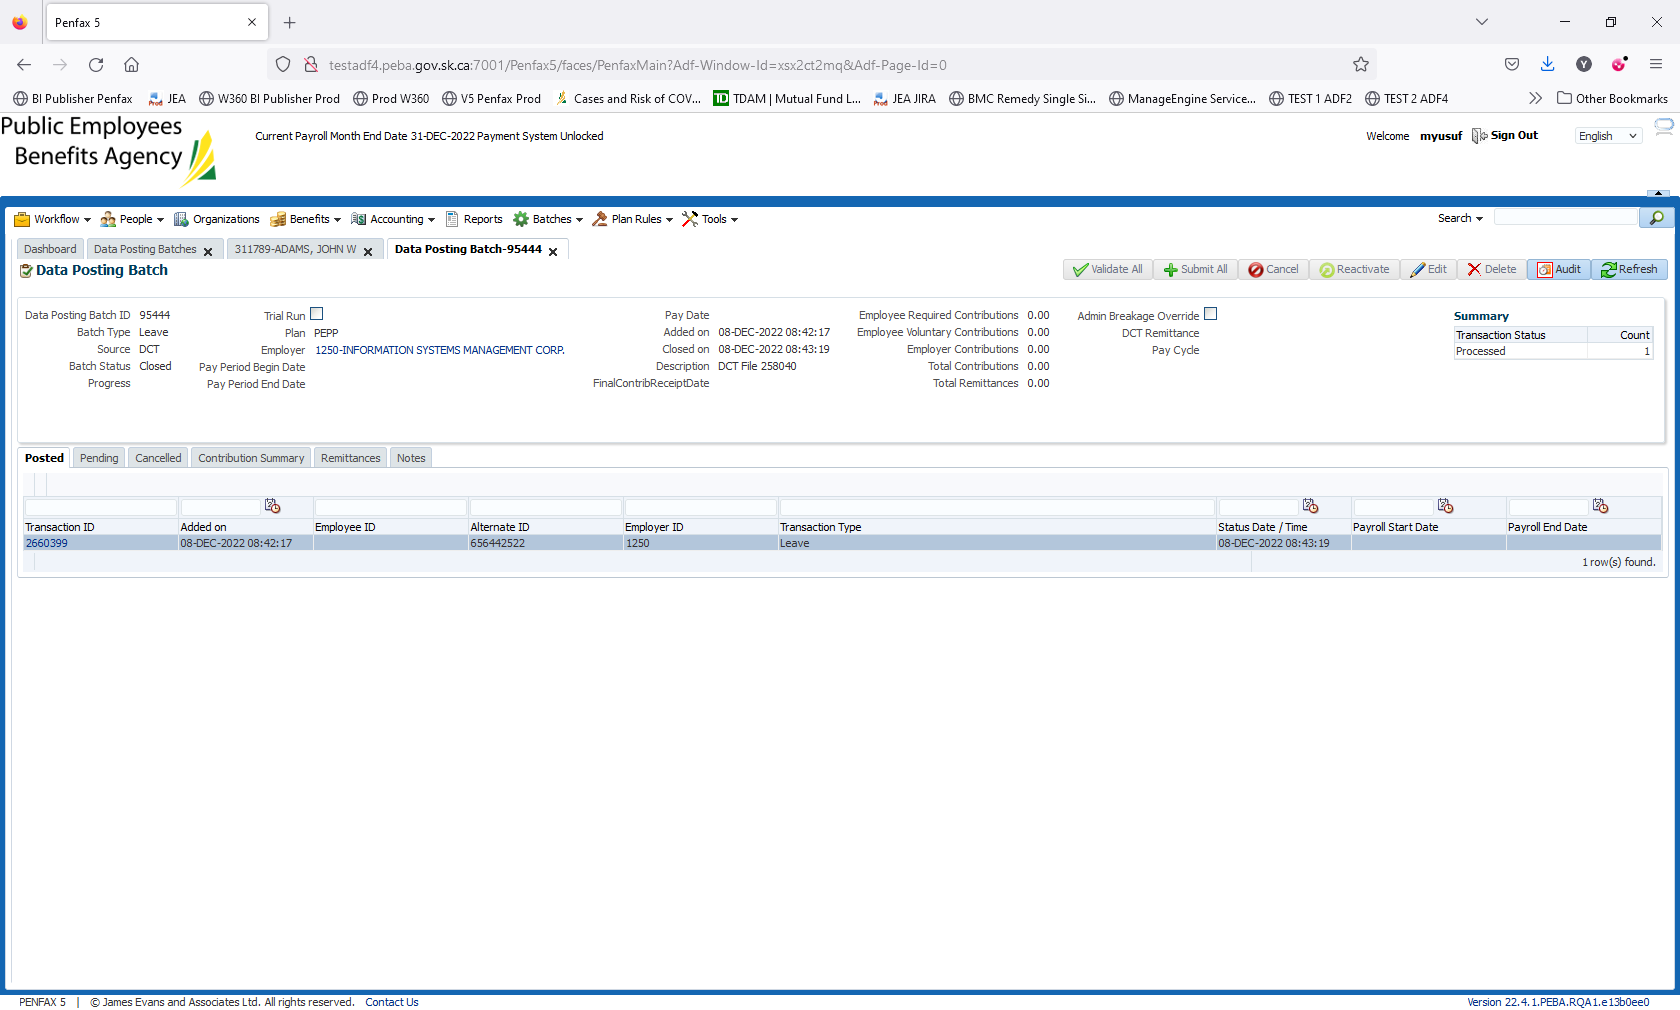 Penfax 5
testadf4.peba.gov.sk.ca:7001/Penfax5/faces/PenfaxMain?Adf-Window-Id=xsx2ct2mq&Adf-Page-Id=0
BI Publisher Penfax JEA W360 BI Publisher Prod Prod W360 V5 Penfax Prod Cases and Risk of COV... TD TDAM | Mutual Fund L... JEA JIRA BMC Remedy Single Si... ManageEngine Service... TEST 1 ADF2 TEST 2 ADF4 Other Bookmarks
Public Employees
Benefits Agency
Current Payroll Month End Date 31-DEC-2022 Payment System Unlocked
Welcome myusuf Sign Out English
Workflow People Organizations Benefits Accounting Reports Batches Plan Rules Tools Search
Dashboard Data Posting Batches 311789-ADAMS, JOHN W Data Posting Batch-95444
Data Posting Batch
Validate All Submit All Cancel Reactivate Edit Delete Audit Refresh
Data Posting Batch ID 95444
Batch Type Leave
Source DCT
Batch Status Closed
Progress
Trial Run
Plan PEPP
Employer 1250-INFORMATION SYSTEMS MANAGEMENT CORP.
Pay Period Begin Date
Pay Period End Date
Pay Date
Added on 08-DEC-2022 08:42:17
Closed on 08-DEC-2022 08:43:19
Description DCT File 258040
FinalContribReceiptDate
Employee Required Contributions 0.00
Employee Voluntary Contributions 0.00
Employer Contributions 0.00
Total Contributions 0.00
Total Remittances 0.00
Admin Breakage Override
DCT Remittance
Pay Cycle
Summary
Transaction Status Count
Processed 1
Posted Pending Cancelled Contribution Summary Remittances Notes
Transaction ID Added on Employee ID Alternate ID Employer ID Transaction Type Status Date / Time Payroll Start Date Payroll End Date
2660399 08-DEC-2022 08:42:17 656442522 1250 Leave 08-DEC-2022 08:43:19
1 row(s) found.
PENFAX 5 | © James Evans and Associates Ltd. All rights reserved. Contact Us
Version 22.4.1.PEBA.RQA1.e13b0ee0